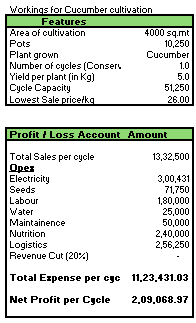 Workings for Cucumber cultivation
Features
Area of cultivation 4000 sq.mt
Pots 10,250
Plant grown Cucumber
Number of cycles (Conserv 1.0
Yield per plant (in Kg) 5.0
Cycle Capacity 51,250
Lowest Sale price/kg 26.00
Profit / Loss Account Amount
Total Sales per cycle 13,32,500
Opex
Electricity 3,00,431
Seeds 71,750
Labour 1,80,000
Water 25,000
Maintainence 50,000
Nutrition 2,40,000
Logistics 2,56,250
Revenue Cut (20%) -
Total Expense per cyc 11,23,431.03
Net Profit per Cycle 2,09,068.97